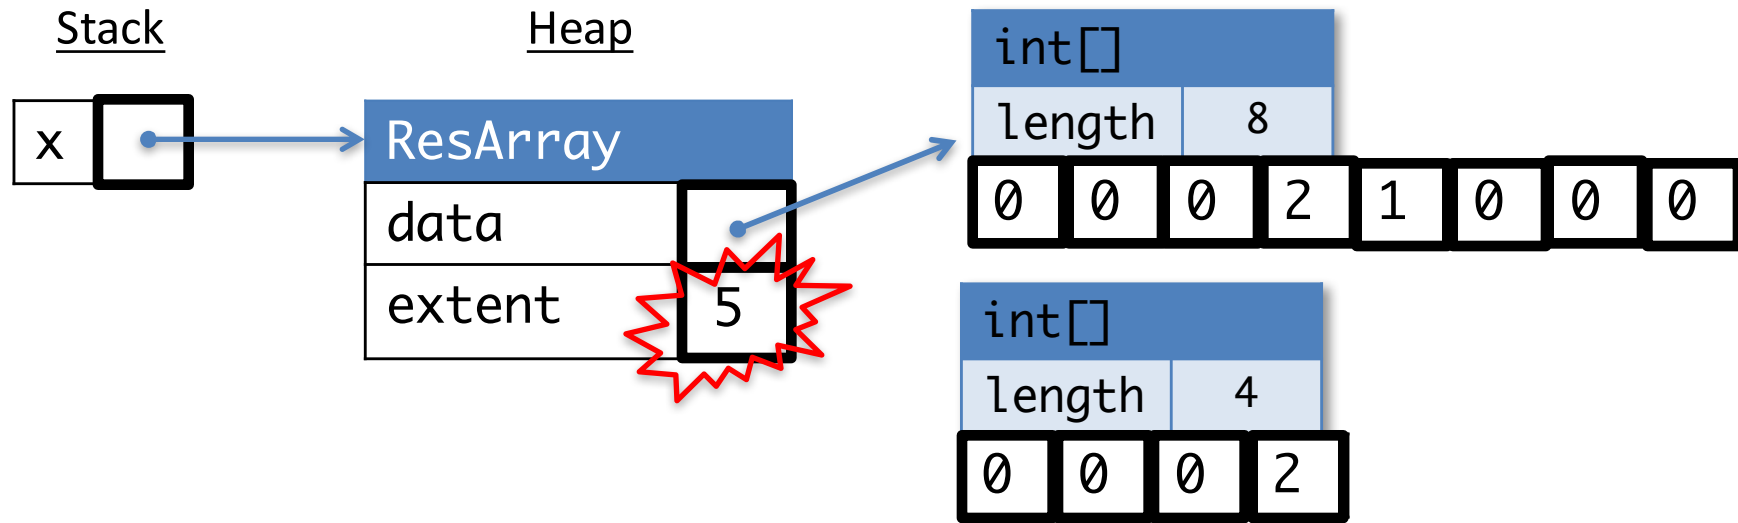 Stack
Heap
x
ResArray
data
extent 5
int[]
length 8
0 0 0 2 1 0 0 0
int[]
length 4
0 0 0 2